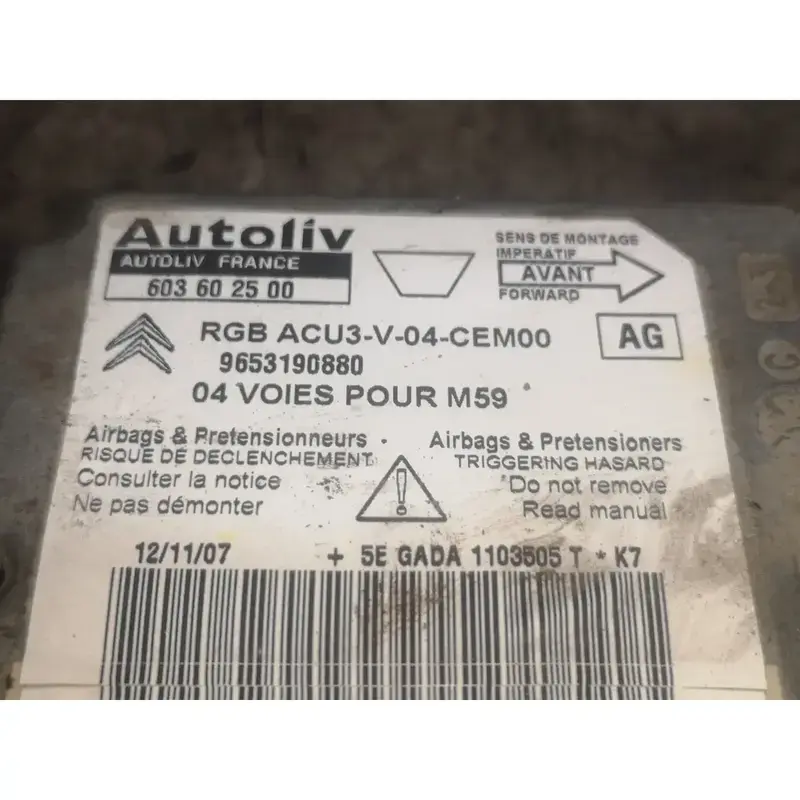 Autoliv
AUTOLIV FRANCE
603 60 25 00
SENS DE MONTAGE
IMPERATIF
AVANT
FORWARD
RGB ACU3-V-04-CEM00
AG
9653190880
04 VOIES POUR M59
Airbags & Pretensionneurs
RISQUE DE DECLENCHEMENT
Consulter la notice
Ne pas démonter
!
Airbags & Pretensioners
TRIGGERING HASARD
Do not remove
Read manual
12/11/07 + 5E GADA 1103505 T * K7